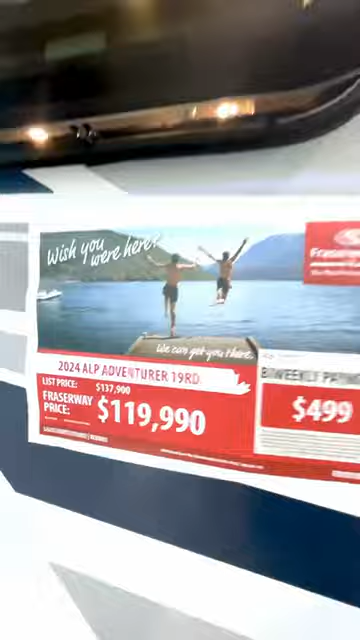 Wish you
were here?
Fraserway
We can get you there.
2024 ALP ADVENTURER 19RD
LIST PRICE: $137,900
FRASERWAY
PRICE: $119,990
BIWEEKLY
$499